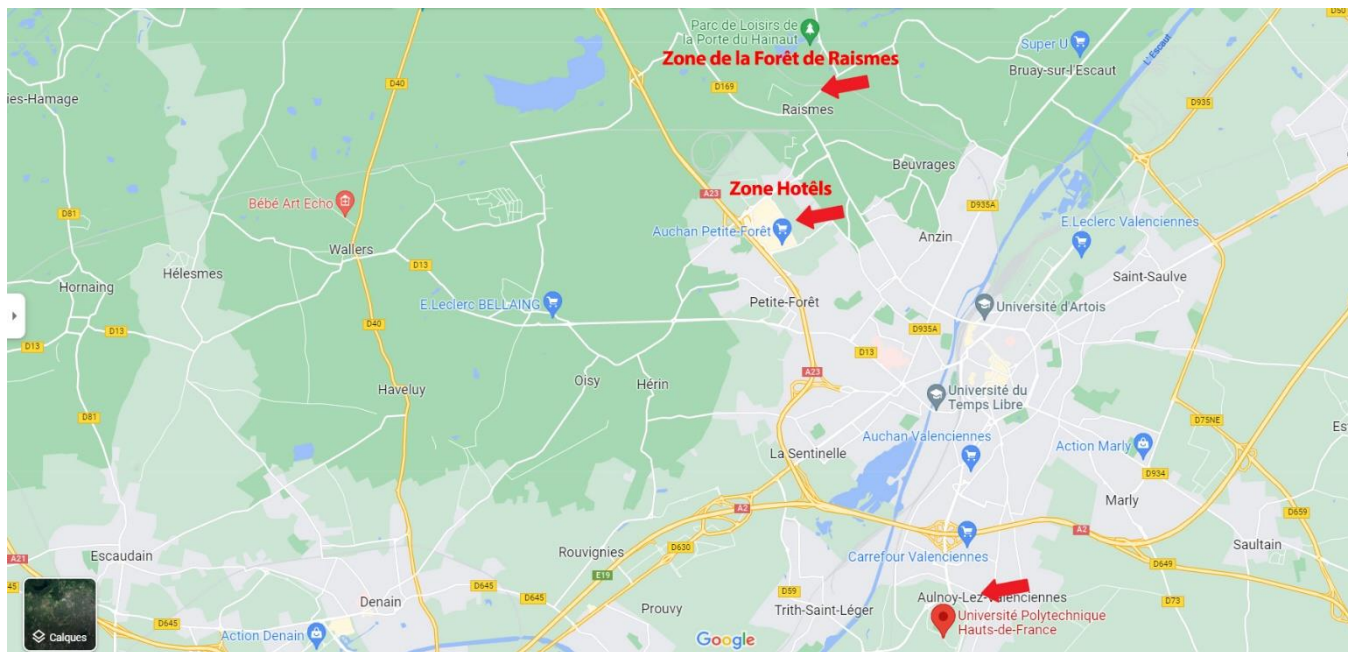 Parc de Loisirs de
la Porte du Hainaut
D50
Super U
L'Escaut
Zone de la Forêt de Raismes
Bruay-sur-l'Escaut
D40
D169
ies-Hamage
Raismes
D935
Beuvrages
Zone Hotêls
A23
D935A
Bébé Art Echo
D81
E.Leclerc Valenciennes
Auchan Petite-Forêt
Anzin
Wallers
D13
Hélesmes
Saint-Saulve
Hornaing
E.Leclerc BELLAING
Petite-Forêt
Université d'Artois
D13
D40
D935A
D13
A23
Oisy
Hérin
Haveluy
Université du
Temps Libre
D81
D75NE
Es
Auchan Valenciennes
Action Marly
La Sentinelle
D934
Marly
A2
D659
A2
Escaudain
Rouvignies
D630
Carrefour Valenciennes
Saultain
A21
E19
D649
45
D645
D645
D59
Aulnoy-Lez-Valenciennes
Denain
D645
Prouvy
Trith-Saint-Léger
D73
Université Polytechnique
Hauts-de-France
D645
Calques
Action Denain
Google